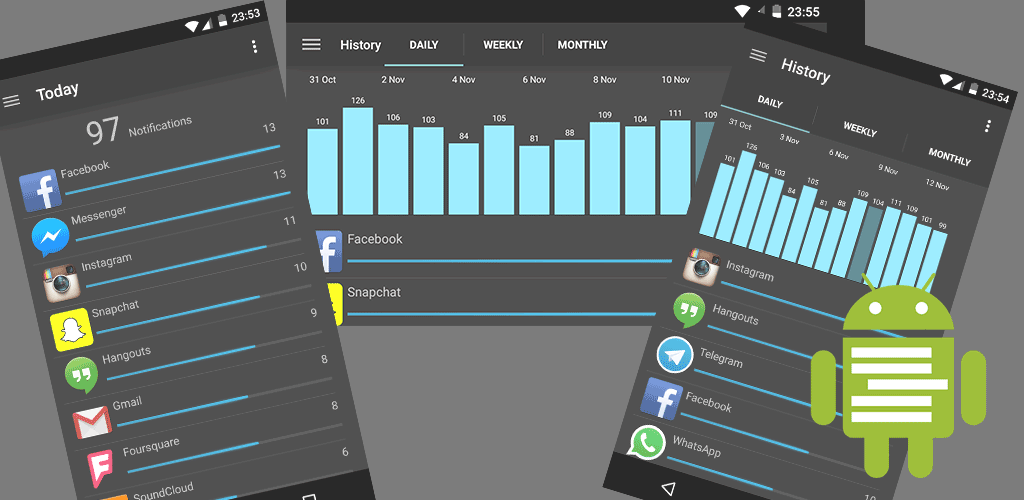 23:53
Today
97 Notifications
Facebook 13
Messenger 13
Instagram 11
Snapchat 10
Hangouts 9
Gmail 8
Foursquare 8
SoundCloud 6
23:55
History DAILY WEEKLY MONTHLY
31 Oct 2 Nov 4 Nov 6 Nov 8 Nov 10 Nov
101 126 106 103 84 105 81 88 109 104 111 109
Facebook
Snapchat
23:54
History
DAILY WEEKLY MONTHLY
31 Oct 3 Nov 6 Nov 9 Nov 12 Nov
101 126 106 103 84 105 81 88 109 104 111 109 101 99
Instagram
Hangouts
Telegram
Facebook
WhatsApp